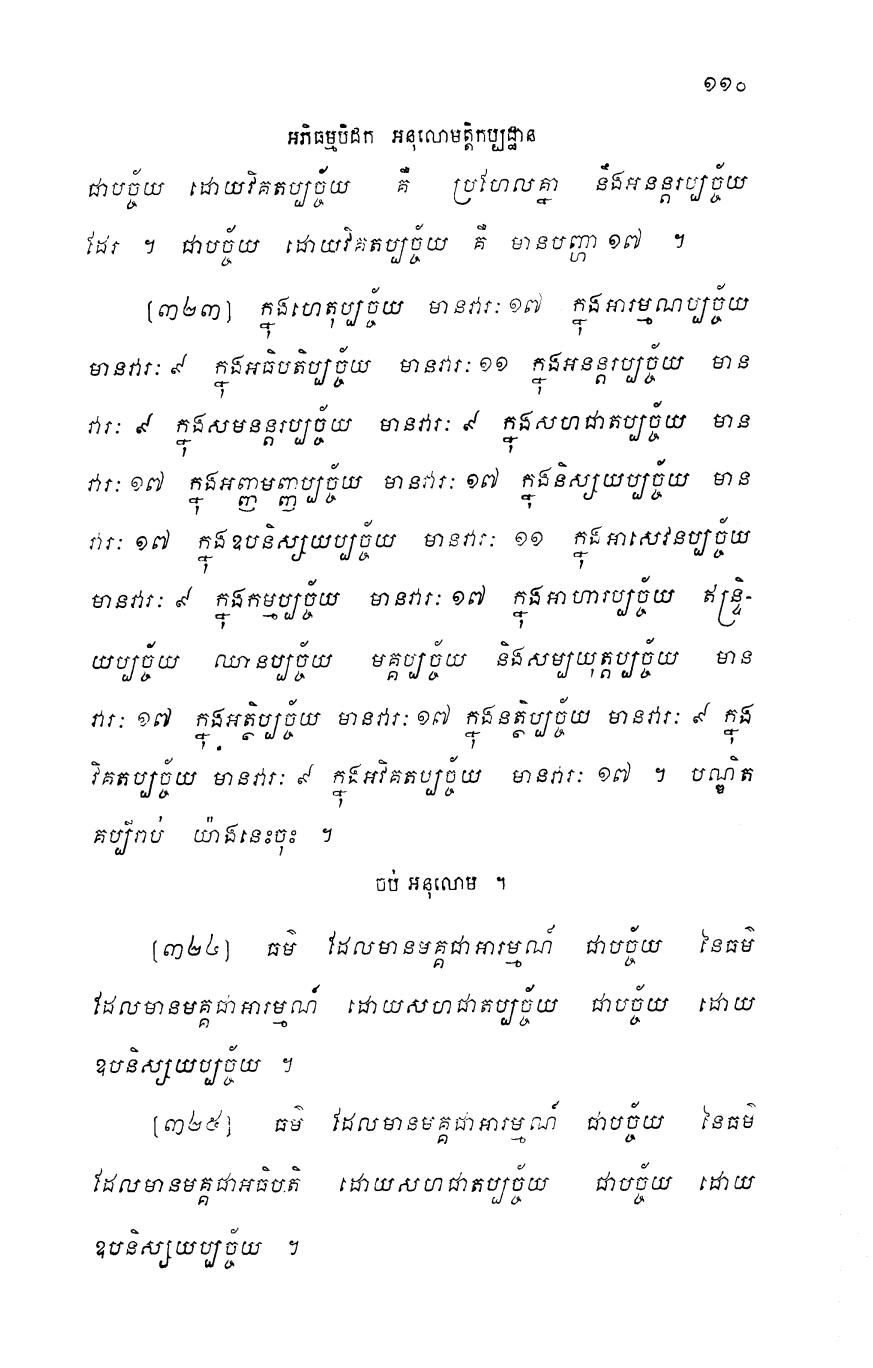 ១១០
អភិធម្មបិដក អនុលោមត្តិកប្បដ្ឋាន
ជាបច្ច័យ ដោយវិគតប្បច្ច័យ គឺ ប្រហែលគ្នា នឹងអនន្តរប្បច្ច័យ
ដែរ ។ ជាបច្ច័យ ដោយវិគតប្បច្ច័យ គឺ មានបញ្ហា ១៧ ។
[៣២៣] ក្នុងហេតុប្បច្ច័យ មានវារៈ ១៧ ក្នុងអារម្មណប្បច្ច័យ
មានវារៈ ៩ ក្នុងអធិបតិប្បច្ច័យ មានវារៈ ១១ ក្នុងអនន្តរប្បច្ច័យ មាន
វារៈ ៩ ក្នុងសមនន្តរប្បច្ច័យ មានវារៈ ៩ ក្នុងសហជាតប្បច្ច័យ មាន
វារៈ ១៧ ក្នុងអញ្ញាមញ្ញប្បច្ច័យ មានវារៈ ១៧ ក្នុងនិស្សយប្បច្ច័យ មាន
វារៈ ១៧ ក្នុងឧបនិស្សយប្បច្ច័យ មានវារៈ ១១ ក្នុងអាសេវនប្បច្ច័យ
មានវារៈ ៩ ក្នុងកម្មប្បច្ច័យ មានវារៈ ១៧ ក្នុងអាហារប្បច្ច័យ ឥន្ទ្រិ-
យប្បច្ច័យ ឈានប្បច្ច័យ មគ្គប្បច្ច័យ និងសម្បយុត្តប្បច្ច័យ មាន
វារៈ ១៧ ក្នុងអត្ថិប្បច្ច័យ មានវារៈ ១៧ ក្នុងនត្ថិប្បច្ច័យ មានវារៈ ៩ ក្នុង
វិគតប្បច្ច័យ មានវារៈ ៩ ក្នុងអវិគតប្បច្ច័យ មានវារៈ ១៧ ។ បណ្ឌិត
គប្បីរាប់ យ៉ាងនេះចុះ ។
ចប់ អនុលោម ។
[៣២៤] ធម៌ ដែលមានមគ្គជាអារម្មណ៍ ជាបច្ច័យ នៃធម៌
ដែលមានមគ្គជាអារម្មណ៍ ដោយសហជាតប្បច្ច័យ ជាបច្ច័យ ដោយ
ឧបនិស្សយប្បច្ច័យ ។
[៣២៥] ធម៌ ដែលមានមគ្គជាអារម្មណ៍ ជាបច្ច័យ នៃធម៌
ដែលមានមគ្គជាអធិបតិ ដោយសហជាតប្បច្ច័យ ជាបច្ច័យ ដោយ
ឧបនិស្សយប្បច្ច័យ ។